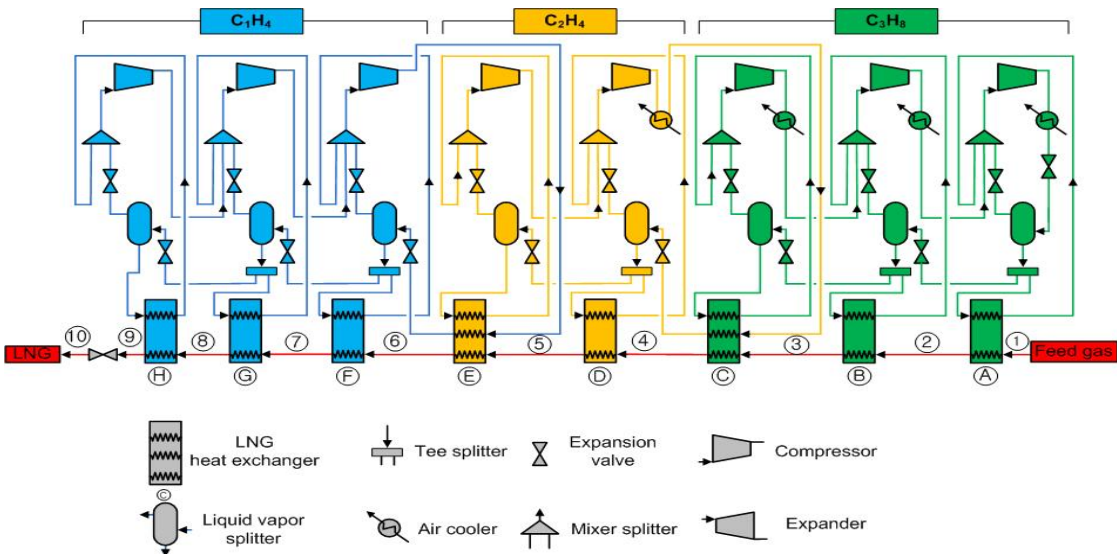 C₁H₄ C₂H₄ C₃H₈
⑩ ⑨ ⑧ ⑦ ⑥ ⑤ ④ ③ ② ①
LNG Feed gas
Ⓗ Ⓖ Ⓕ Ⓔ Ⓓ Ⓒ Ⓑ Ⓐ
LNG
heat exchanger
Tee splitter
Expansion
valve
Compressor
©
Liquid vapor
splitter
Air cooler
Mixer splitter
Expander